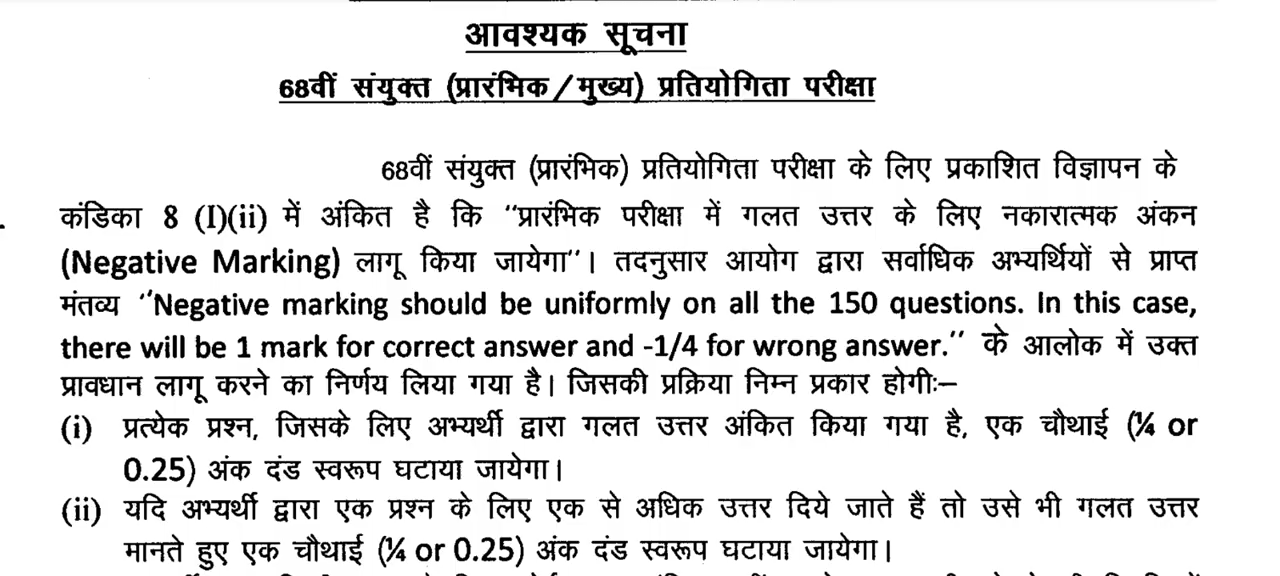 आवश्यक सूचना
68वीं संयुक्त (प्रारंभिक/मुख्य) प्रतियोगिता परीक्षा
68वीं संयुक्त (प्रारंभिक) प्रतियोगिता परीक्षा के लिए प्रकाशित विज्ञापन के
कंडिका 8 (I)(ii) में अंकित है कि "प्रारंभिक परीक्षा में गलत उत्तर के लिए नकारात्मक अंकन
(Negative Marking) लागू किया जायेगा"। तदनुसार आयोग द्वारा सर्वाधिक अभ्यर्थियों से प्राप्त
मंतव्य "Negative marking should be uniformly on all the 150 questions. In this case,
there will be 1 mark for correct answer and -1/4 for wrong answer." के आलोक में उक्त
प्रावधान लागू करने का निर्णय लिया गया है। जिसकी प्रक्रिया निम्न प्रकार होगीः–
(i) प्रत्येक प्रश्न, जिसके लिए अभ्यर्थी द्वारा गलत उत्तर अंकित किया गया है, एक चौथाई (¼ or
0.25) अंक दंड स्वरूप घटाया जायेगा।
(ii) यदि अभ्यर्थी द्वारा एक प्रश्न के लिए एक से अधिक उत्तर दिये जाते हैं तो उसे भी गलत उत्तर
मानते हुए एक चौथाई (¼ or 0.25) अंक दंड स्वरूप घटाया जायेगा।